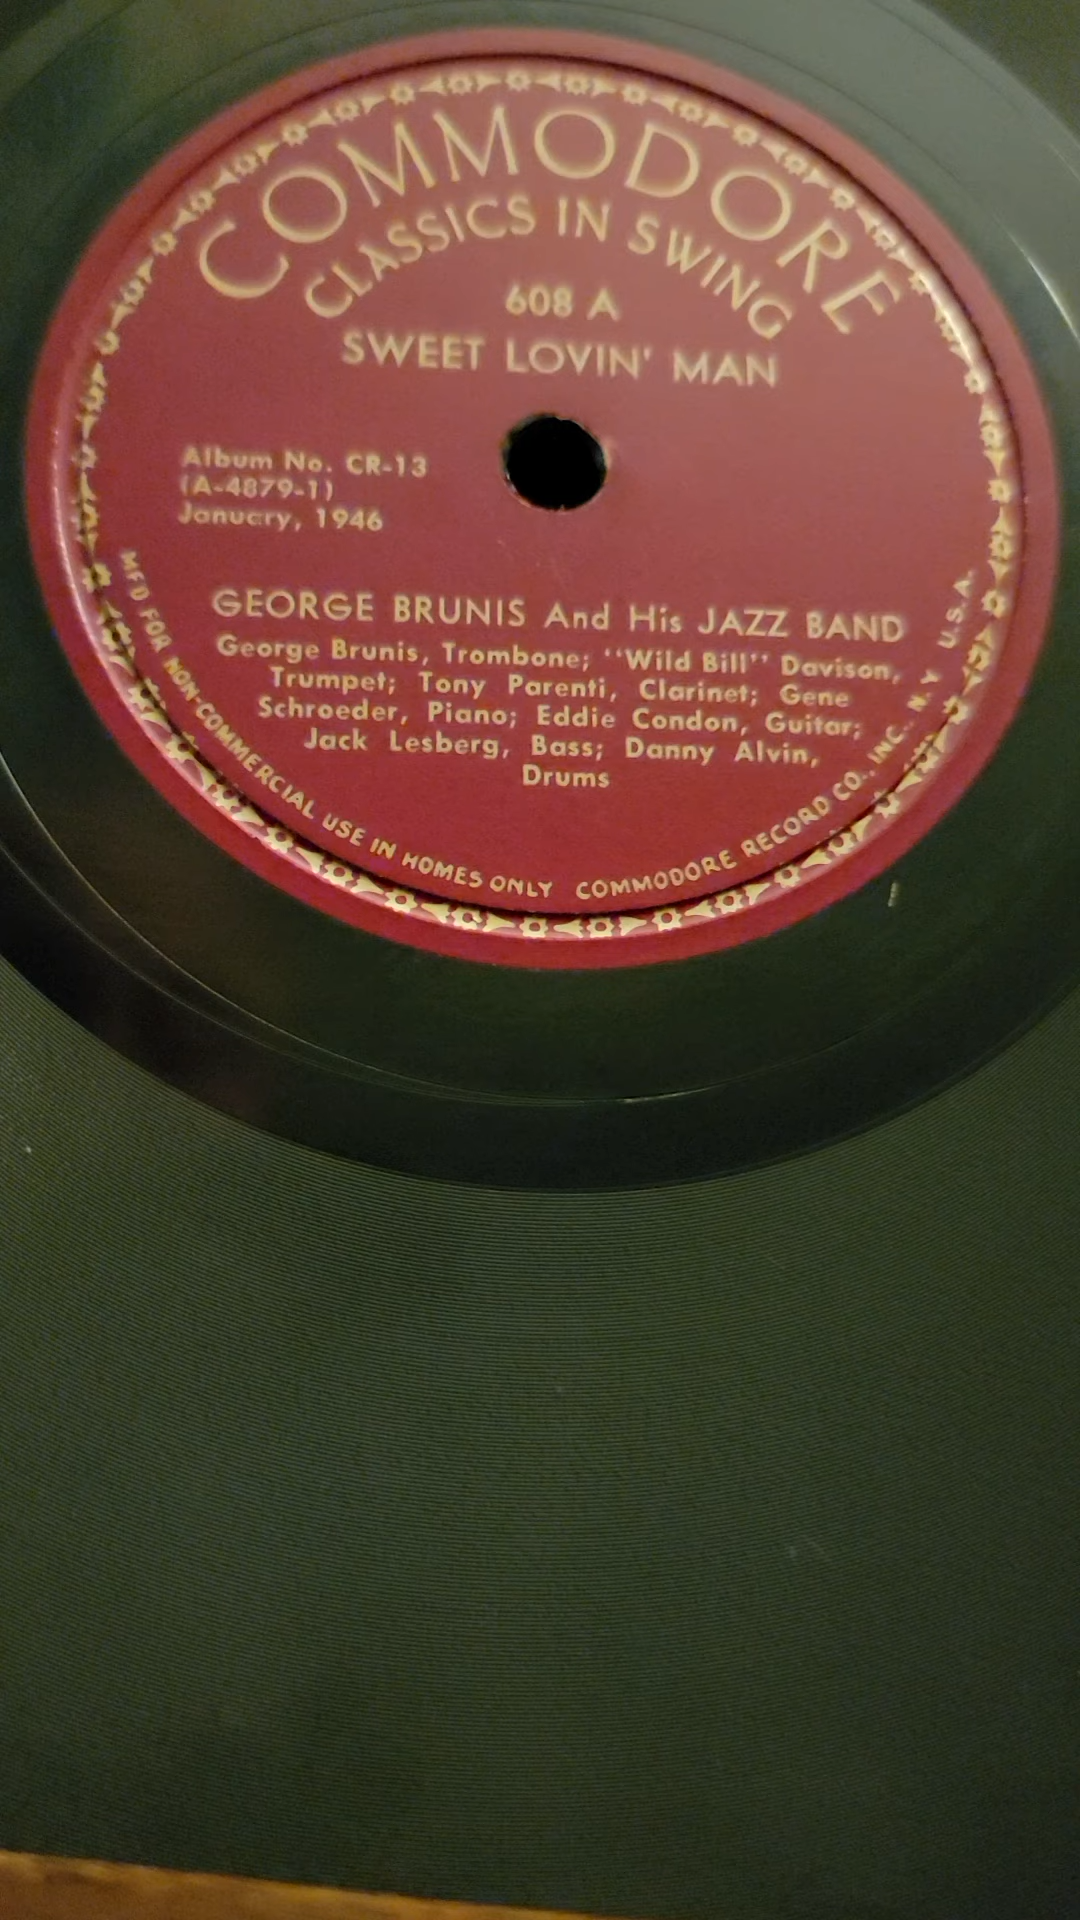 COMMODORE
CLASSICS IN SWING
608 A
SWEET LOVIN' MAN
Album No. CR-13
(A-4879-1)
January, 1946
GEORGE BRUNIS And His JAZZ BAND
George Brunis, Trombone; ‘‘Wild Bill’’ Davison,
Trumpet; Tony Parenti, Clarinet; Gene
Schroeder, Piano; Eddie Condon, Guitar;
Jack Lesberg, Bass; Danny Alvin,
Drums
MF'D FOR NON-COMMERCIAL USE IN HOMES ONLY COMMODORE RECORD CO., INC., N.Y. U.S.A.